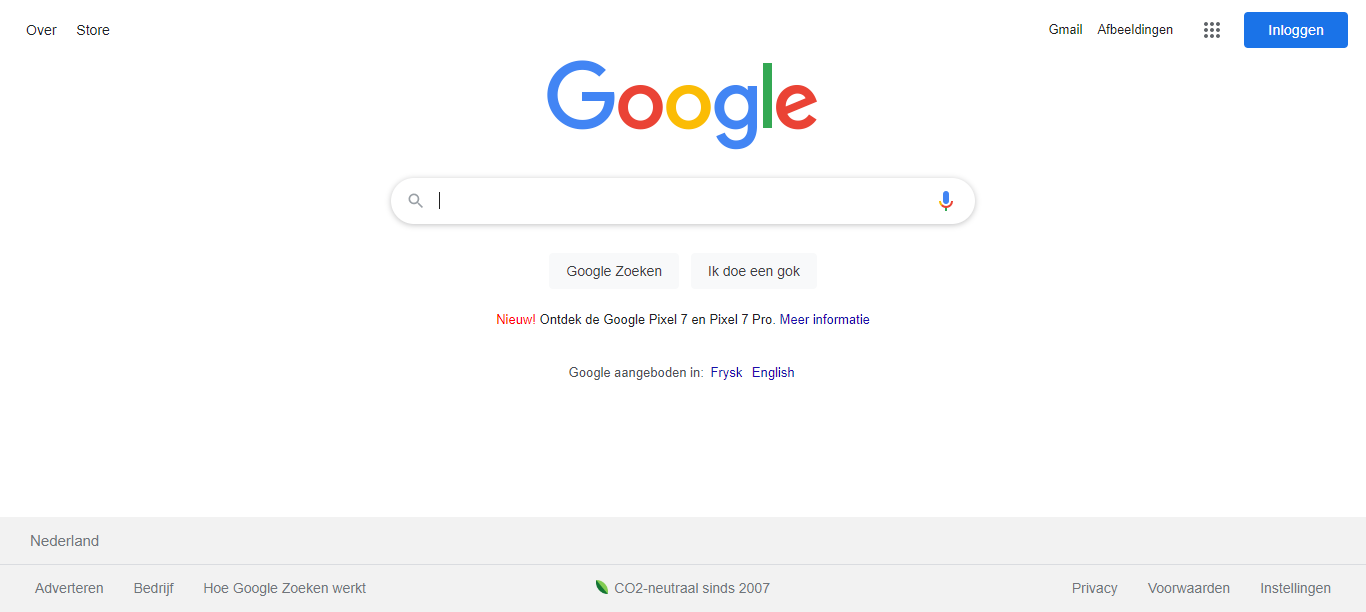 Over Store Gmail Afbeeldingen Inloggen
Google
Google Zoeken Ik doe een gok
Nieuw! Ontdek de Google Pixel 7 en Pixel 7 Pro. Meer informatie
Google aangeboden in: Frysk English
Nederland
Adverteren Bedrijf Hoe Google Zoeken werkt CO2-neutraal sinds 2007 Privacy Voorwaarden Instellingen